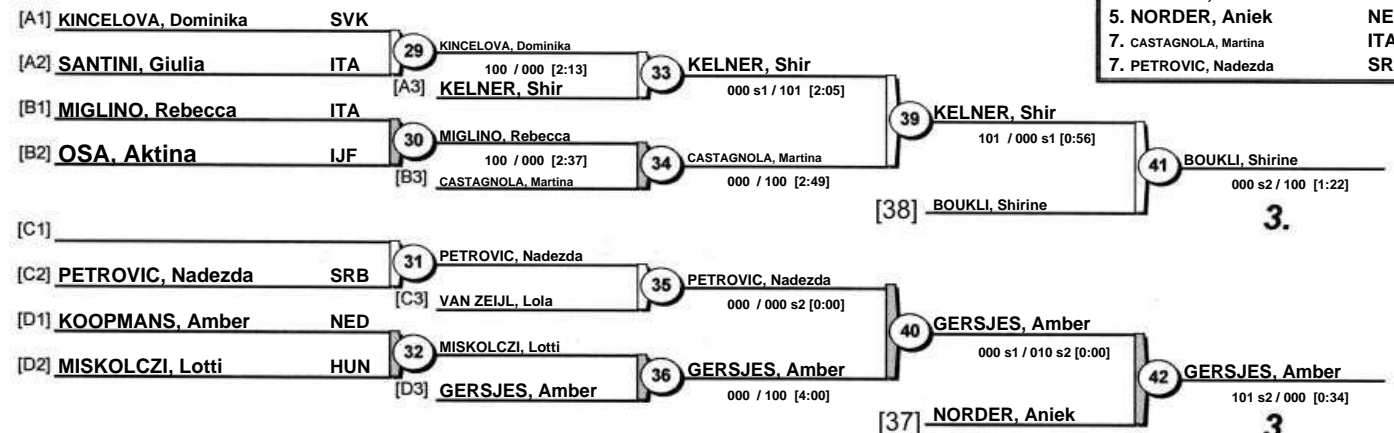 5. NORDER, Aniek
7. CASTAGNOLA, Martina ITA
7. PETROVIC, Nadezda
[A1] KINCELOVA, Dominika SVK
29 KINCELOVA, Dominika
100 / 000 [2:13]
[A2] SANTINI, Giulia ITA
[A3] KELNER, Shir
33 KELNER, Shir
000 s1 / 101 [2:05]
[B1] MIGLINO, Rebecca ITA
30 MIGLINO, Rebecca
100 / 000 [2:37]
[B2] OSA, Aktina IJF
[B3] CASTAGNOLA, Martina
34 CASTAGNOLA, Martina
000 / 100 [2:49]
39 KELNER, Shir
101 / 000 s1 [0:56]
[38] BOUKLI, Shirine
41 BOUKLI, Shirine
000 s2 / 100 [1:22]
3.
[C1]
31 PETROVIC, Nadezda
[C2] PETROVIC, Nadezda SRB
[C3] VAN ZEIJL, Lola
35 PETROVIC, Nadezda
000 / 000 s2 [0:00]
[D1] KOOPMANS, Amber NED
32 MISKOLCZI, Lotti
[D2] MISKOLCZI, Lotti HUN
[D3] GERSJES, Amber
36 GERSJES, Amber
000 / 100 [4:00]
40 GERSJES, Amber
000 s1 / 010 s2 [0:00]
[37] NORDER, Aniek
42 GERSJES, Amber
101 s2 / 000 [0:34]
3